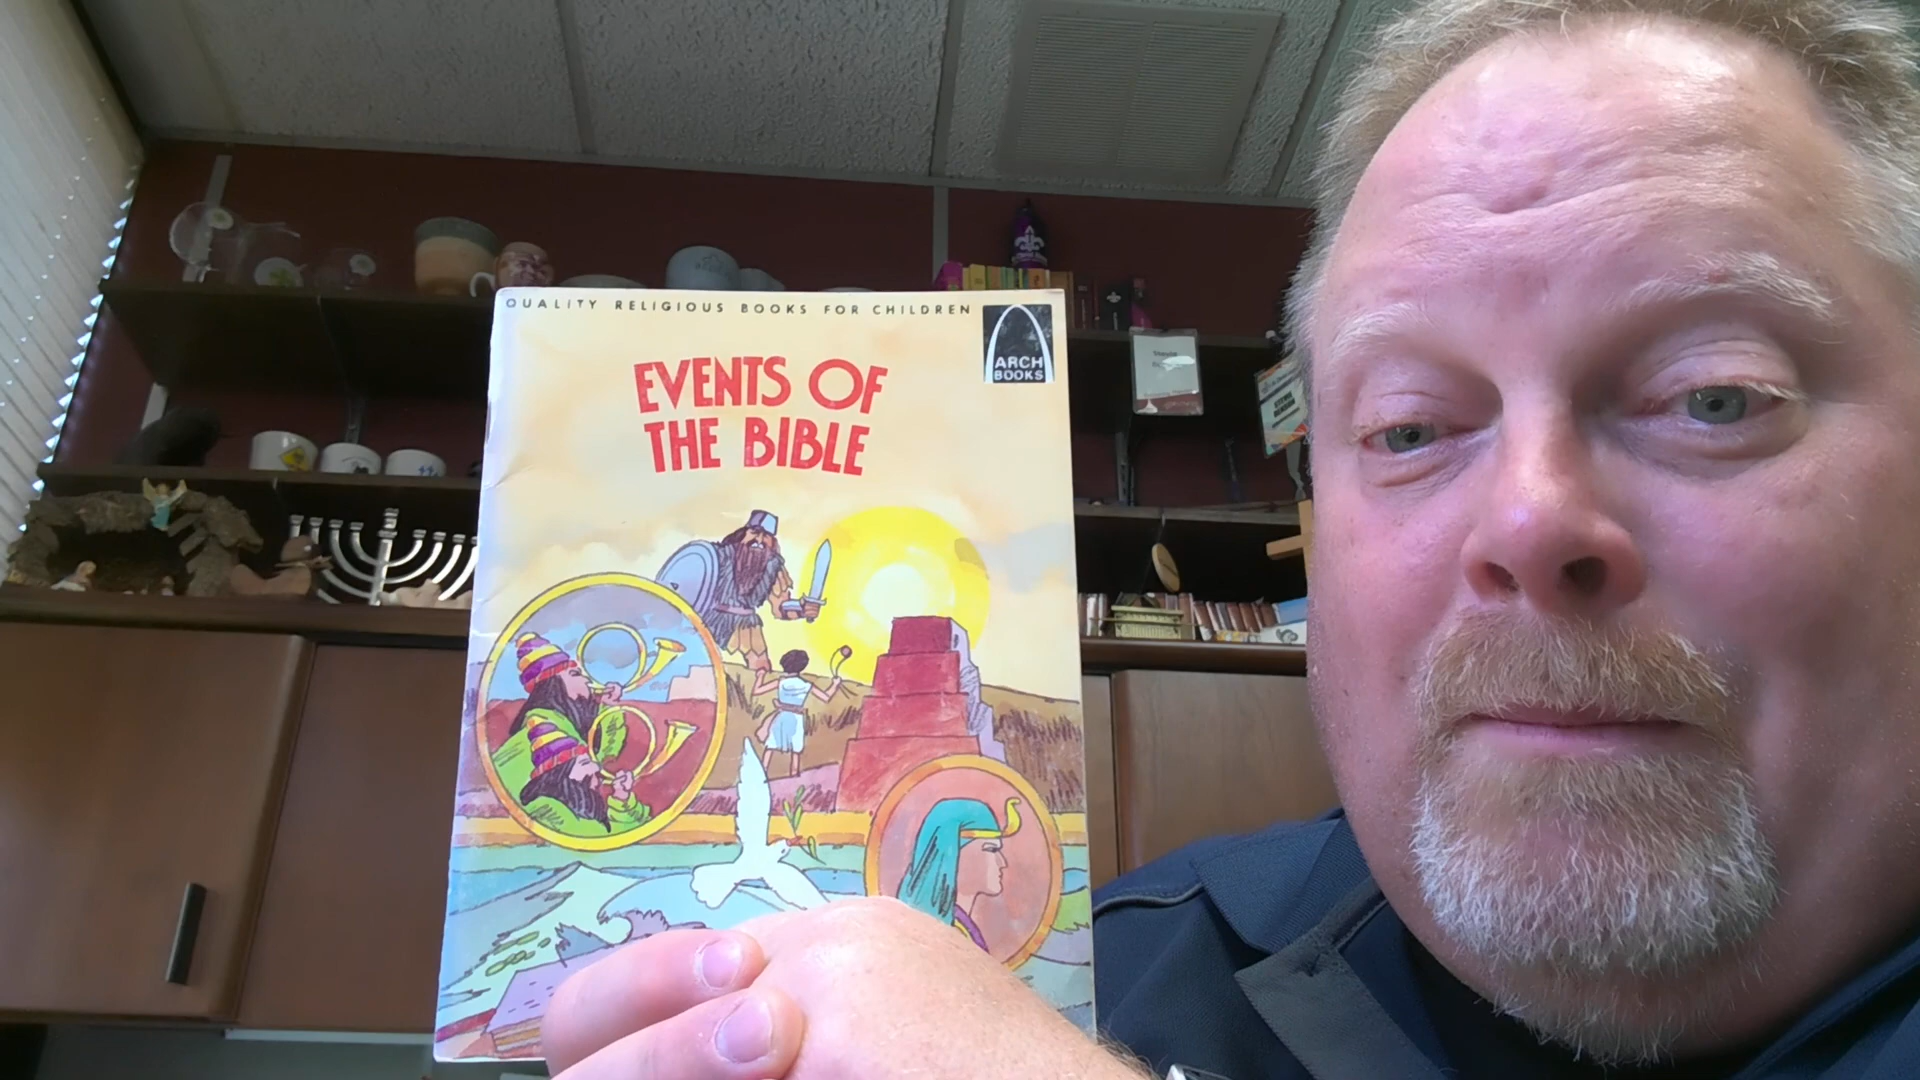 QUALITY RELIGIOUS BOOKS FOR CHILDREN
ARCH
BOOKS
EVENTS OF
THE BIBLE